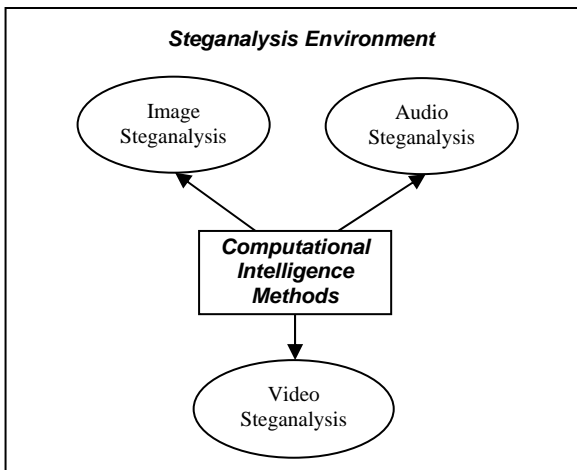 Steganalysis Environment
Image
Steganalysis
Audio
Steganalysis
Computational
Intelligence
Methods
Video
Steganalysis